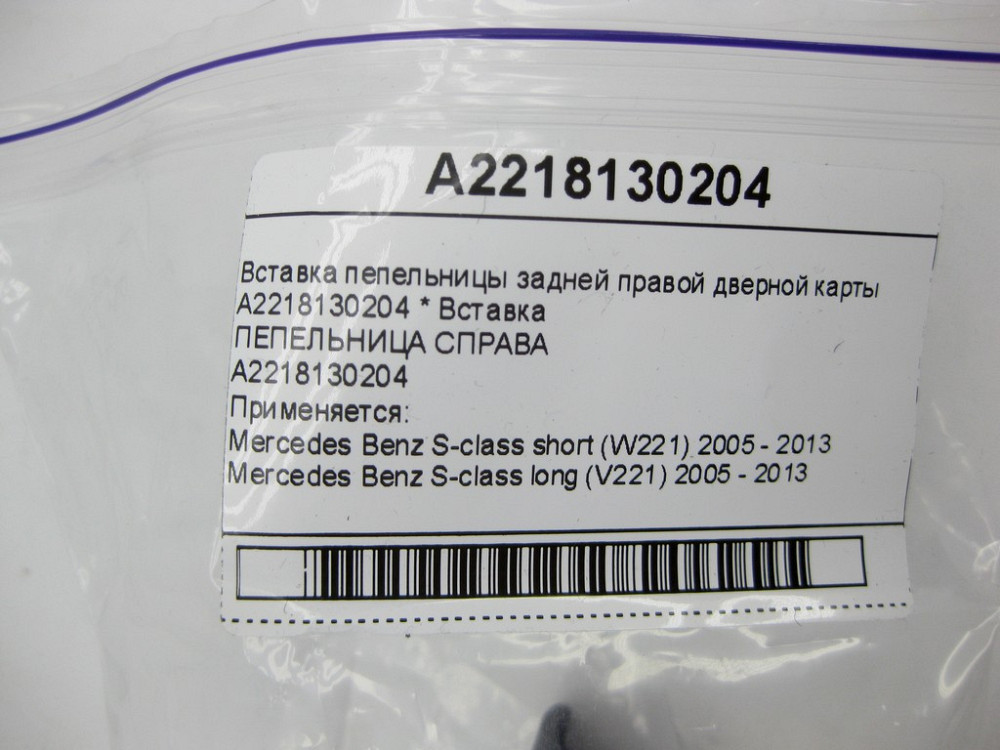 A2218130204
Вставка пепельницы задней правой дверной карты
A2218130204 * Вставка
ПЕПЕЛЬНИЦА СПРАВА
A2218130204
Применяется:
Mercedes Benz S-class short (W221) 2005 - 2013
Mercedes Benz S-class long (V221) 2005 - 2013